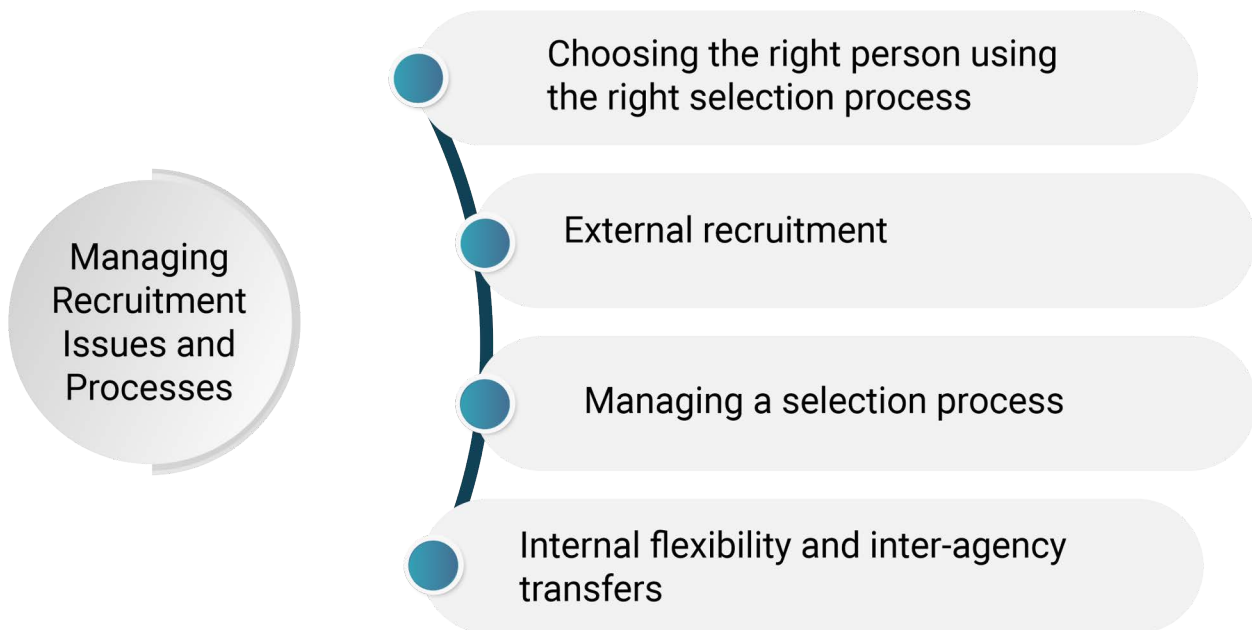 Managing
Recruitment
Issues and
Processes
Choosing the right person using
the right selection process
External recruitment
Managing a selection process
Internal flexibility and inter-agency
transfers